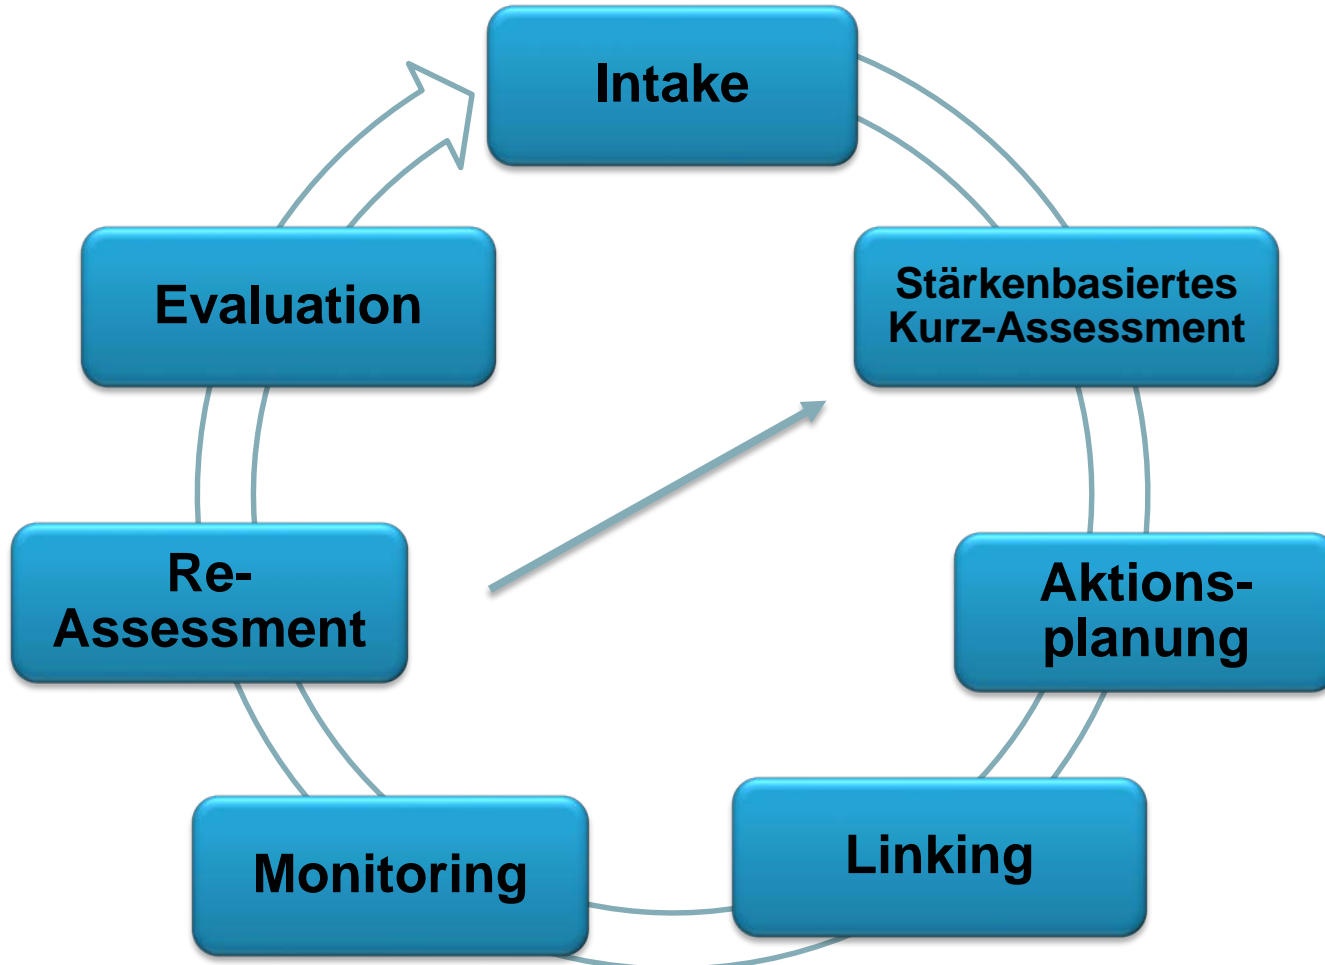 Intake
Stärkenbasiertes
Kurz-Assessment
Aktions-
planung
Linking
Monitoring
Re-
Assessment
Evaluation